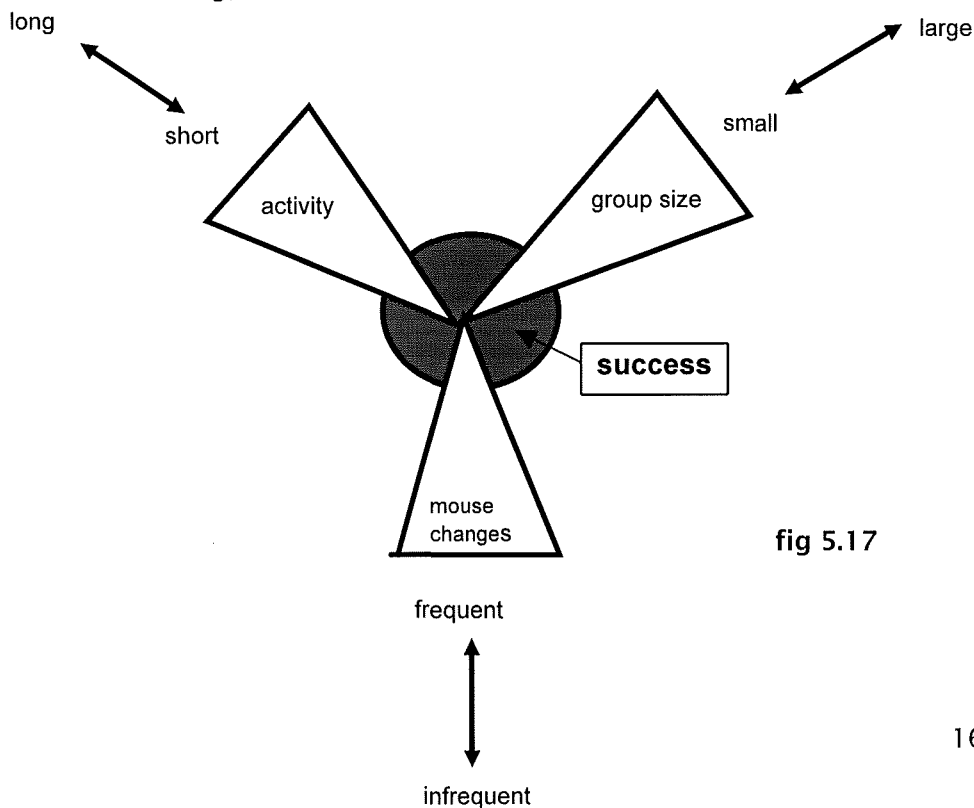 long
large
short
small
activity
group size
success
mouse
changes
fig 5.17
frequent
16
infrequent